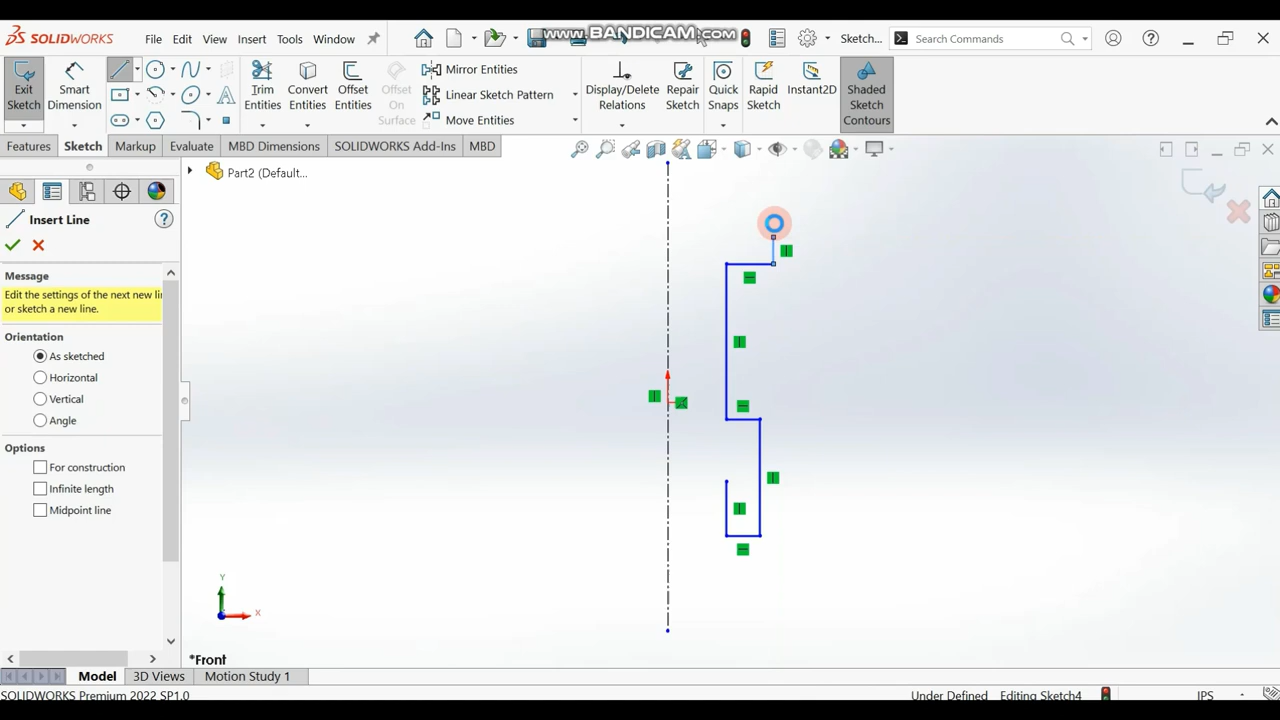 SOLIDWORKS
File Edit View Insert Tools Window
www.BANDICAM.com
Sketch...
Search Commands
Exit Sketch
Smart Dimension
Trim Entities
Convert Entities
Offset Entities
Offset On Surface
Mirror Entities
Linear Sketch Pattern
Move Entities
Display/Delete Relations
Repair Sketch
Quick Snaps
Rapid Sketch
Instant2D
Shaded Sketch Contours
Features Sketch Markup Evaluate MBD Dimensions SOLIDWORKS Add-Ins MBD
Part2 (Default...
Insert Line
Message
Edit the settings of the next new li
or sketch a new line.
Orientation
As sketched
Horizontal
Vertical
Angle
Options
For construction
Infinite length
Midpoint line
Y
X
*Front
Model 3D Views Motion Study 1
SOLIDWORKS Premium 2022 SP1.0
Under Defined Editing Sketch4 IPS